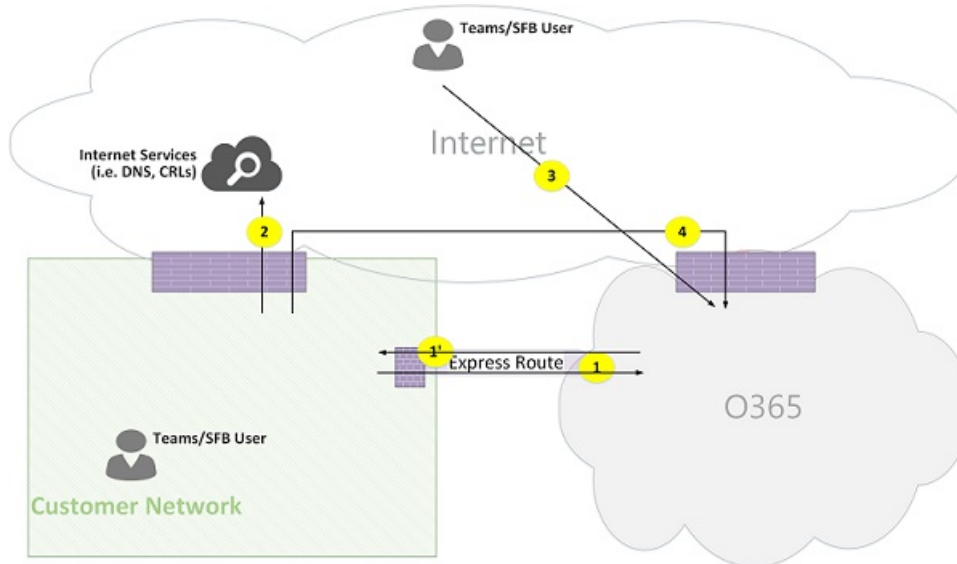 Teams/SFB User
Internet
Internet Services
(i.e. DNS, CRLs)
3
2
4
1'
Express Route
1
O365
Teams/SFB User
Customer Network